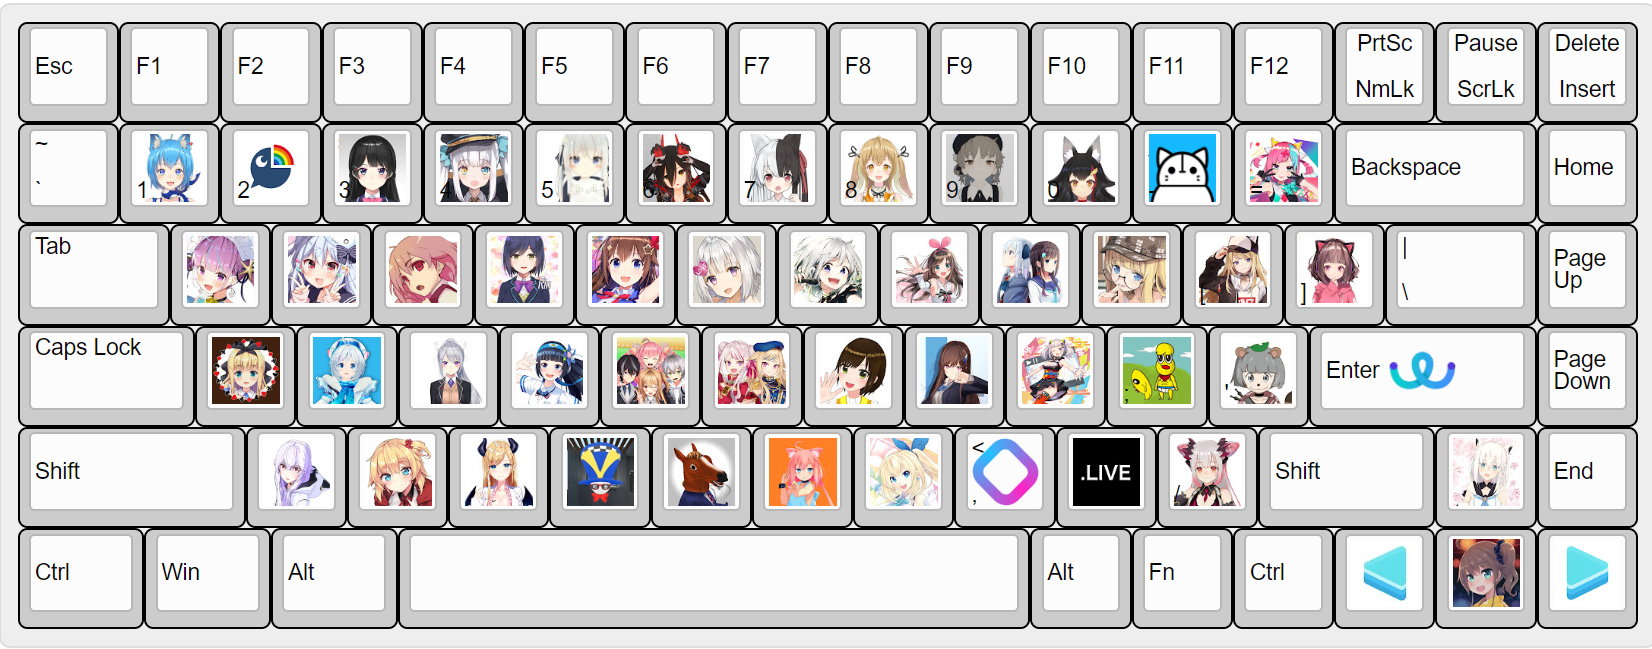 Esc
F1
F2
F3
F4
F5
F6
F7
F8
F9
F10
F11
F12
PrtSc
NmLk
Pause
ScrLk
Delete
Insert
~
`
1
2
3
4
5
6
7
8
9
0
=
Backspace
Home
Tab
[
]
|
\
Page
Up
Caps Lock
;
'
Enter
Page
Down
Shift
<
,
.LIVE
Shift
End
Ctrl
Win
Alt
Alt
Fn
Ctrl